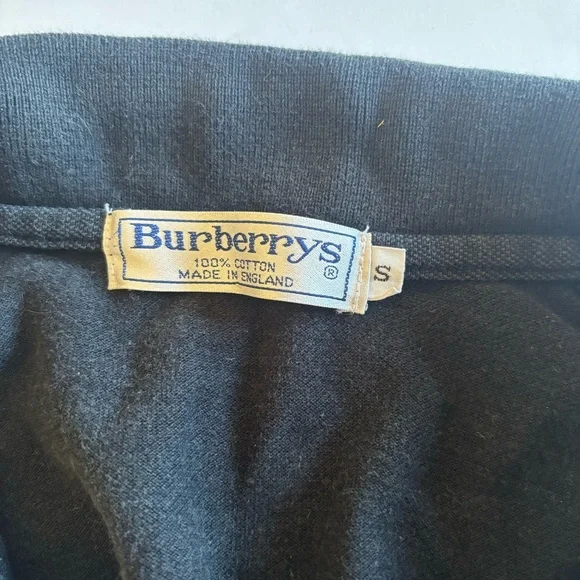 Burberrys
®
100% COTTON
MADE IN ENGLAND
S